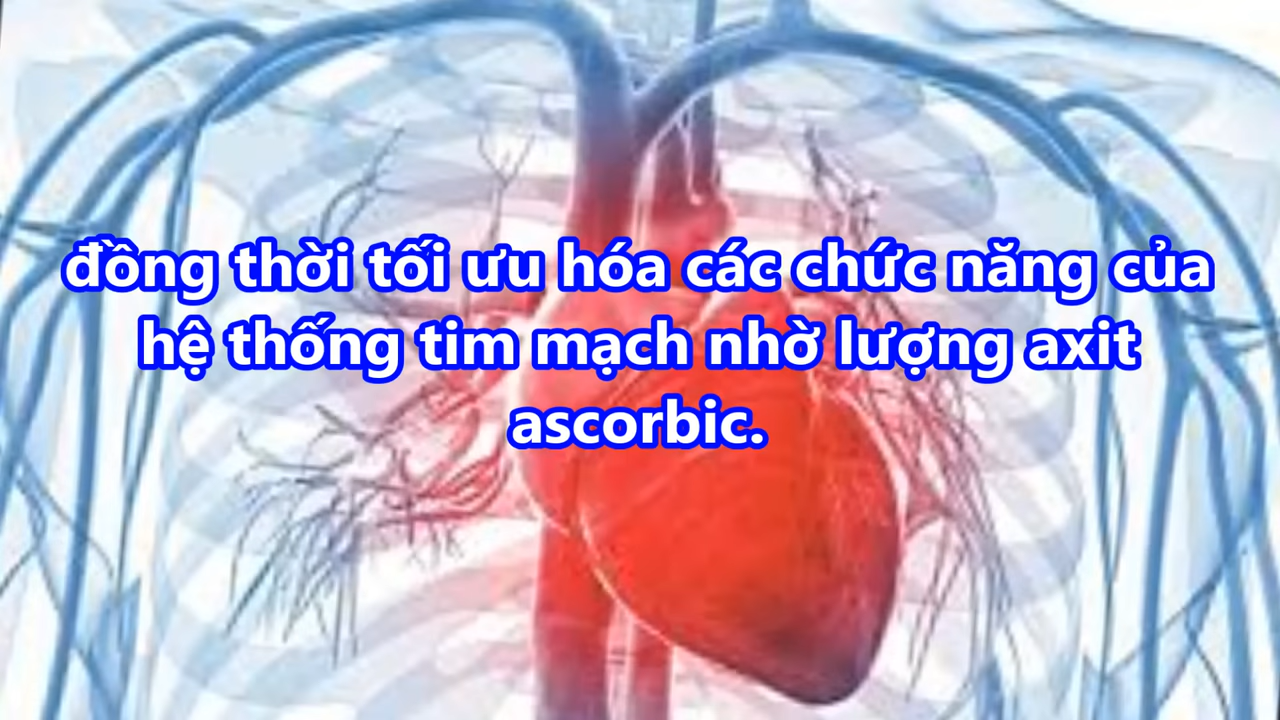 đồng thời tối ưu hóa các chức năng của
hệ thống tim mạch nhờ lượng axit
ascorbic.